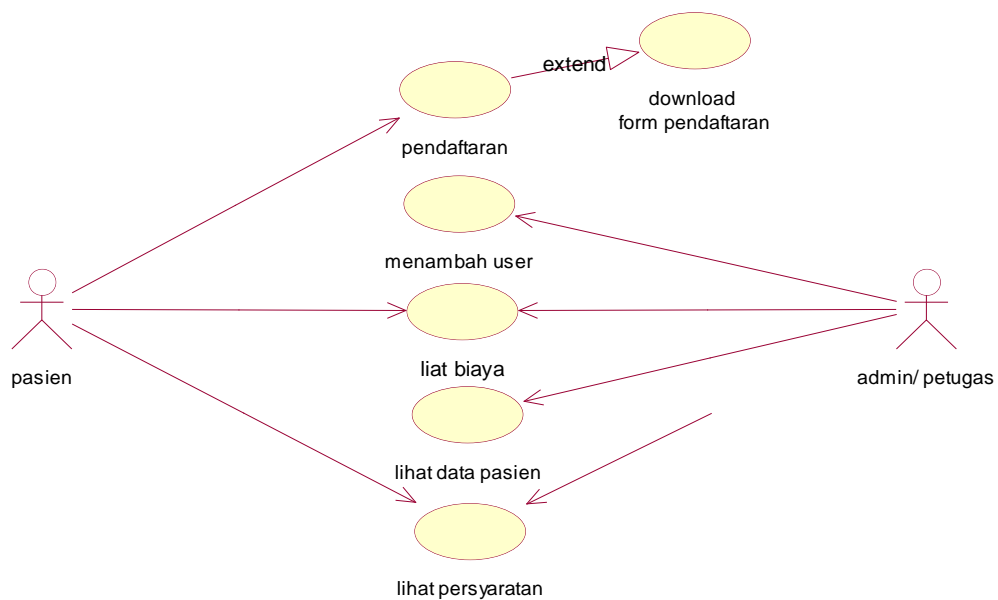 extend
download
form pendaftaran
pendaftaran
menambah user
liat biaya
pasien
admin/ petugas
lihat data pasien
lihat persyaratan